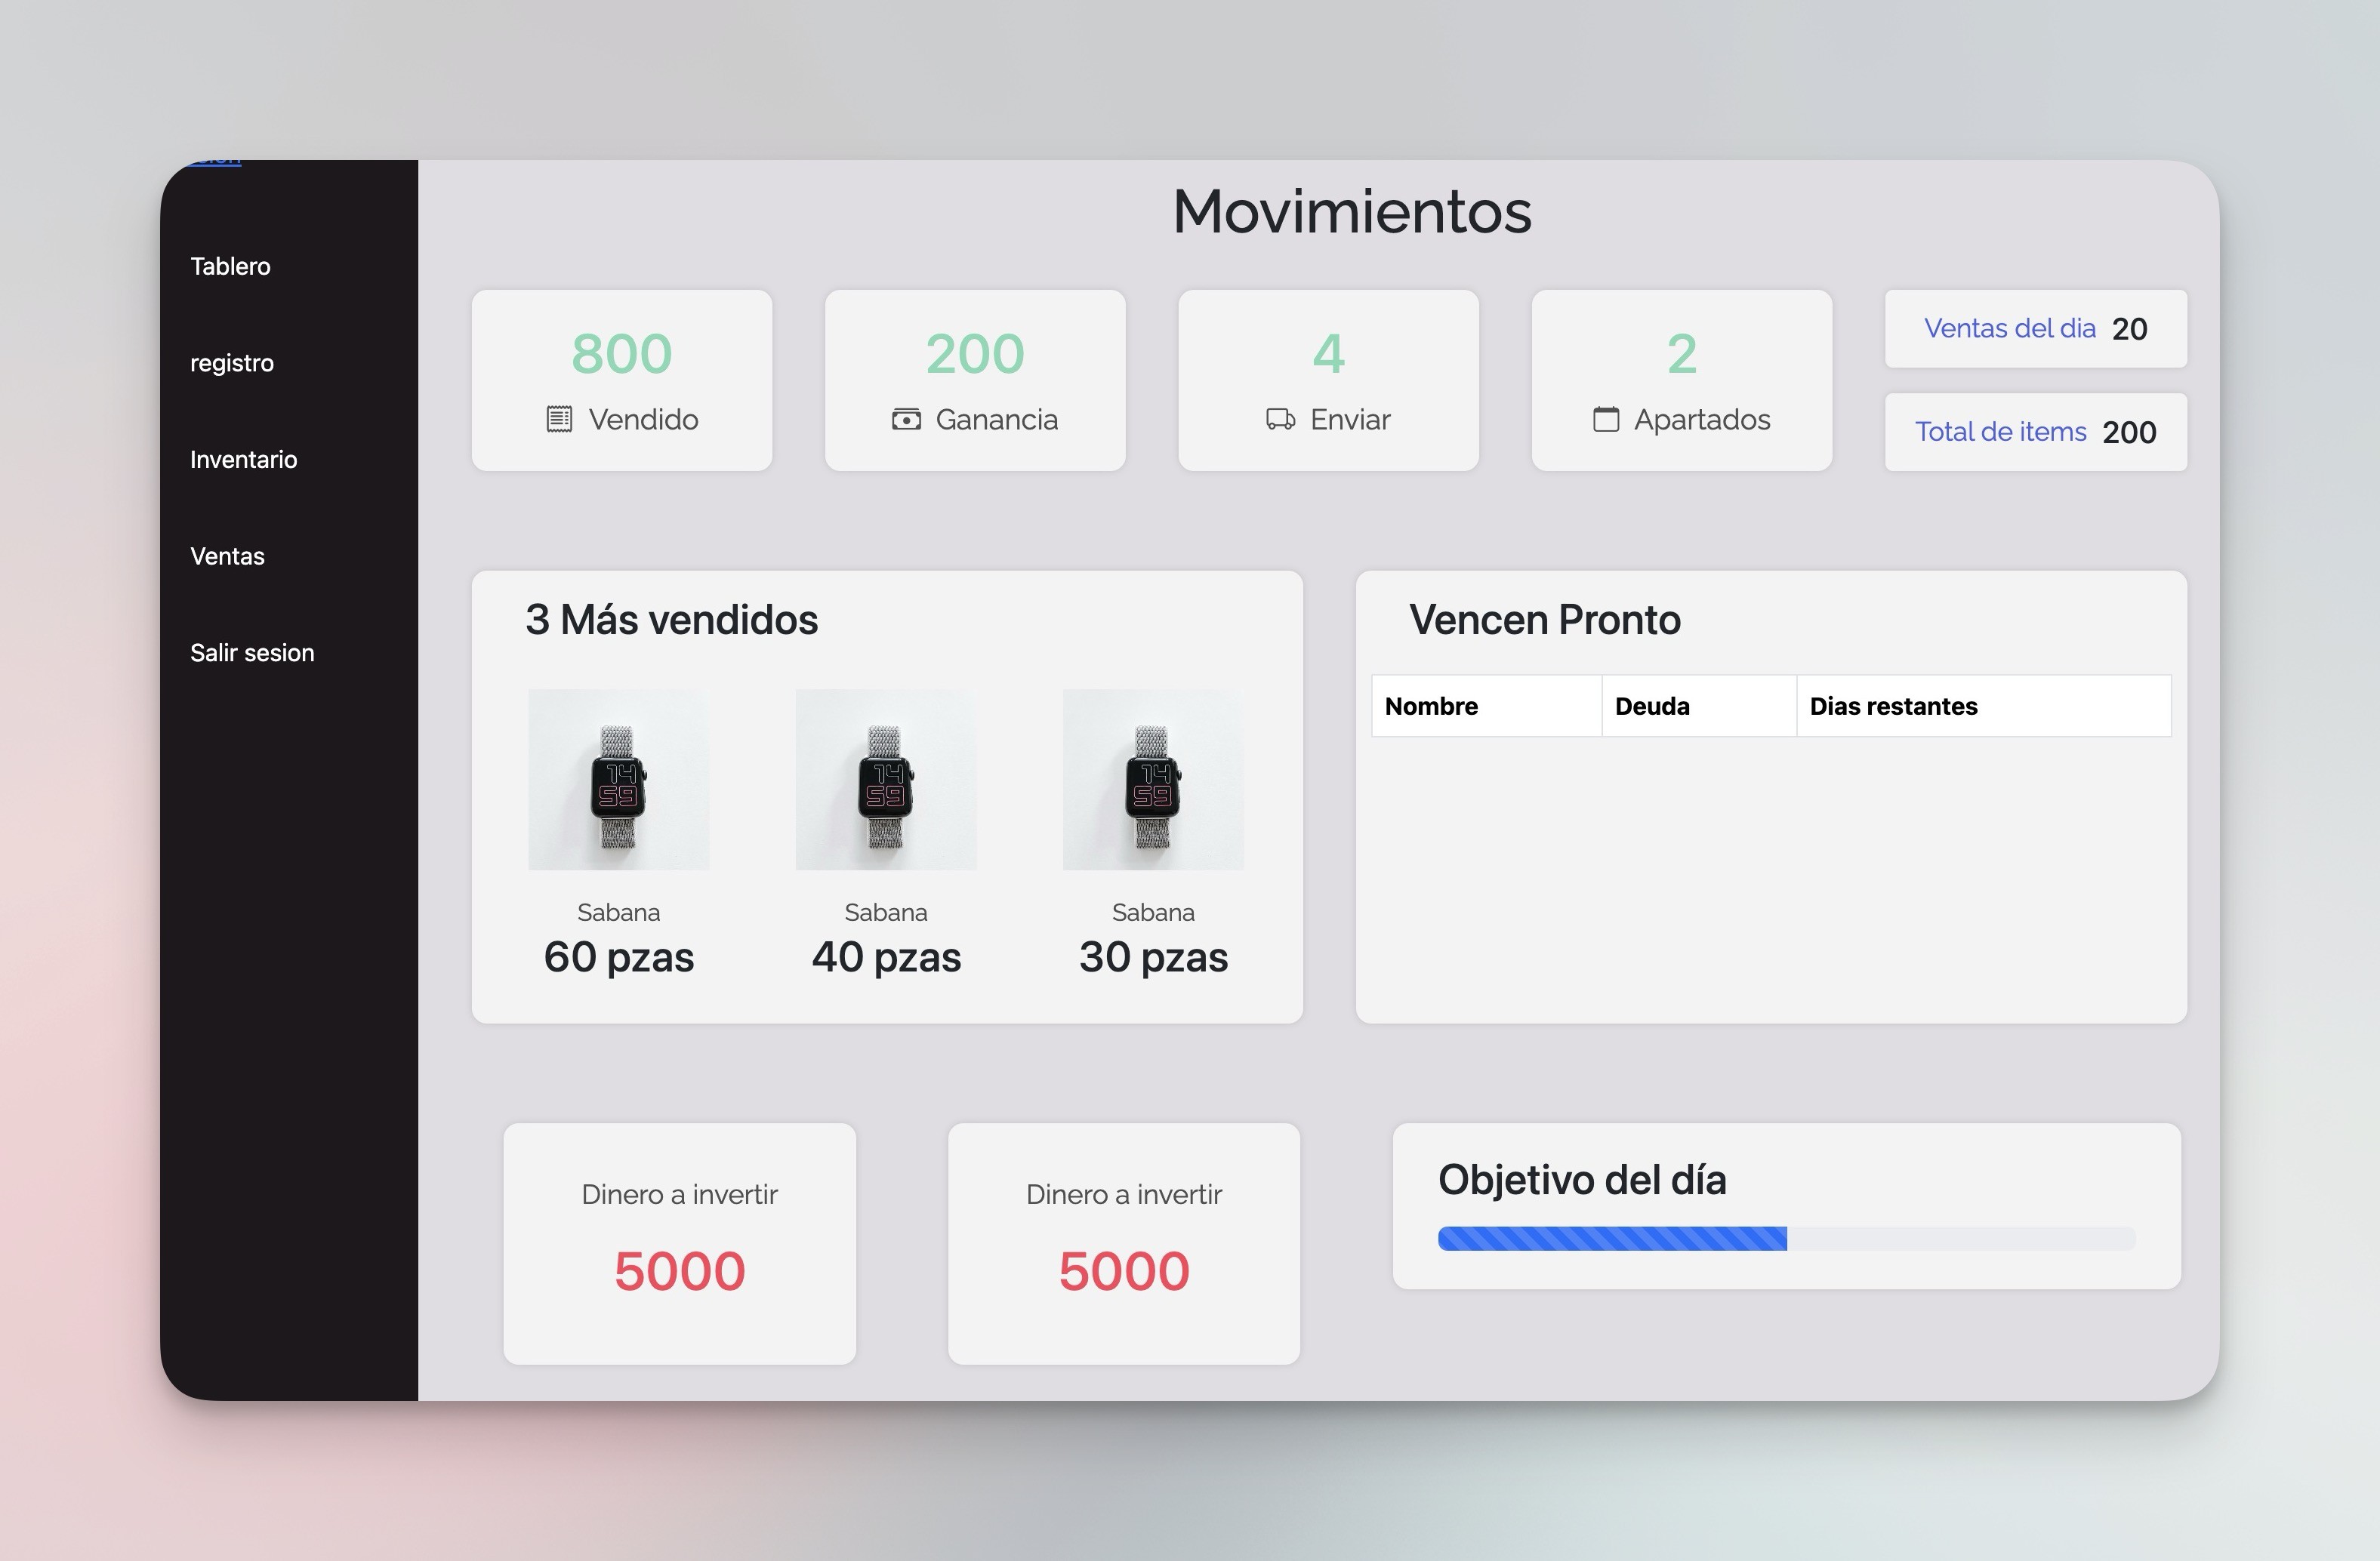 Tablero
registro
Inventario
Ventas
Salir sesion
Movimientos
800
Vendido
200
Ganancia
4
Enviar
2
Apartados
Ventas del dia 20
Total de items 200
3 Más vendidos
14
59
Sabana
60 pzas
14
59
Sabana
40 pzas
14
59
Sabana
30 pzas
Vencen Pronto
Nombre Deuda Dias restantes
Dinero a invertir
5000
Dinero a invertir
5000
Objetivo del día